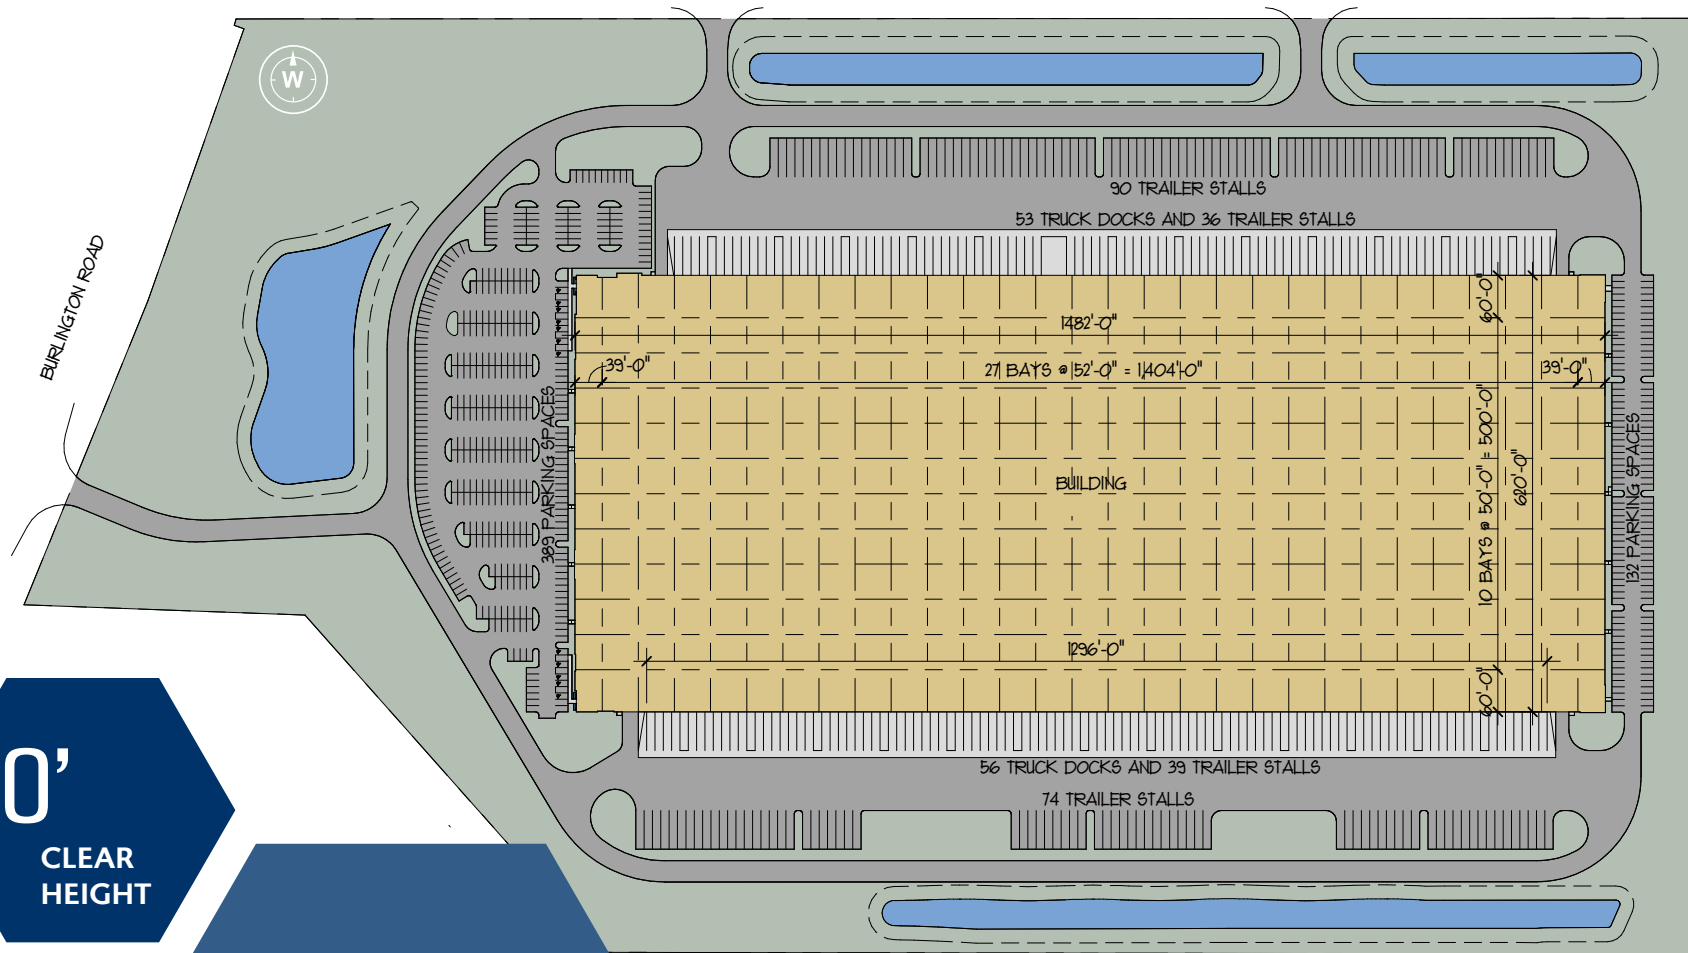 W
BURLINGTON ROAD
90 TRAILER STALLS
53 TRUCK DOCKS AND 36 TRAILER STALLS
60'-0"
1482'-0"
39'-0"
27 BAYS @ 52'-0" = 1,404'-0"
39'-0"
389 PARKING SPACES
BUILDING
10 BAYS @ 50'-0" = 500'-0"
620'-0"
132 PARKING SPACES
1296'-0"
60'-0"
56 TRUCK DOCKS AND 39 TRAILER STALLS
74 TRAILER STALLS
0'
CLEAR
HEIGHT